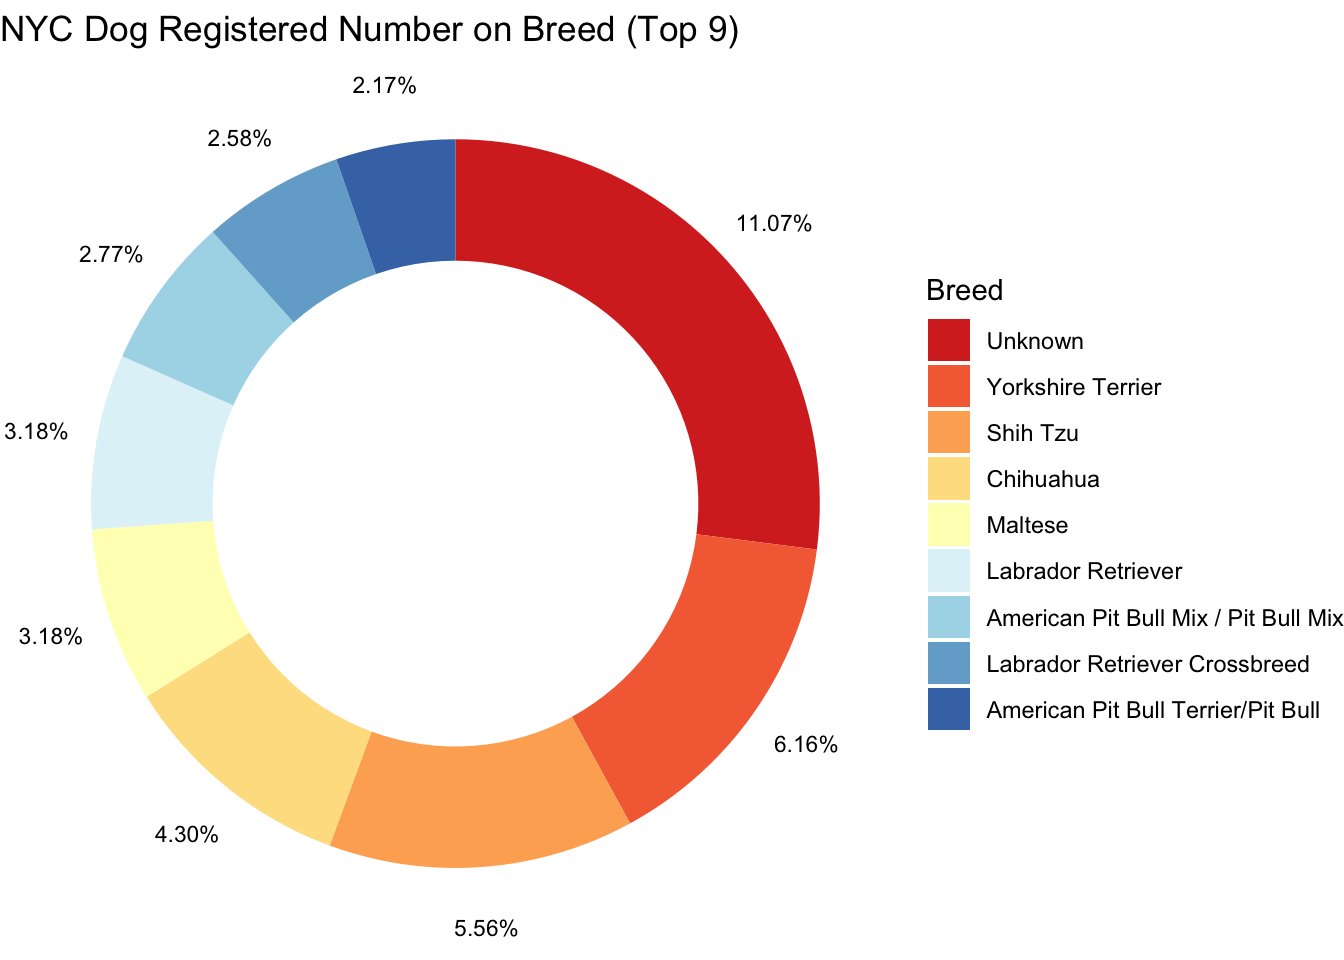 NYC Dog Registered Number on Breed (Top 9)
2.17%
2.58%
11.07%
2.77%
3.18%
3.18%
6.16%
4.30%
5.56%
Breed
Unknown
Yorkshire Terrier
Shih Tzu
Chihuahua
Maltese
Labrador Retriever
American Pit Bull Mix / Pit Bull Mix
Labrador Retriever Crossbreed
American Pit Bull Terrier/Pit Bull